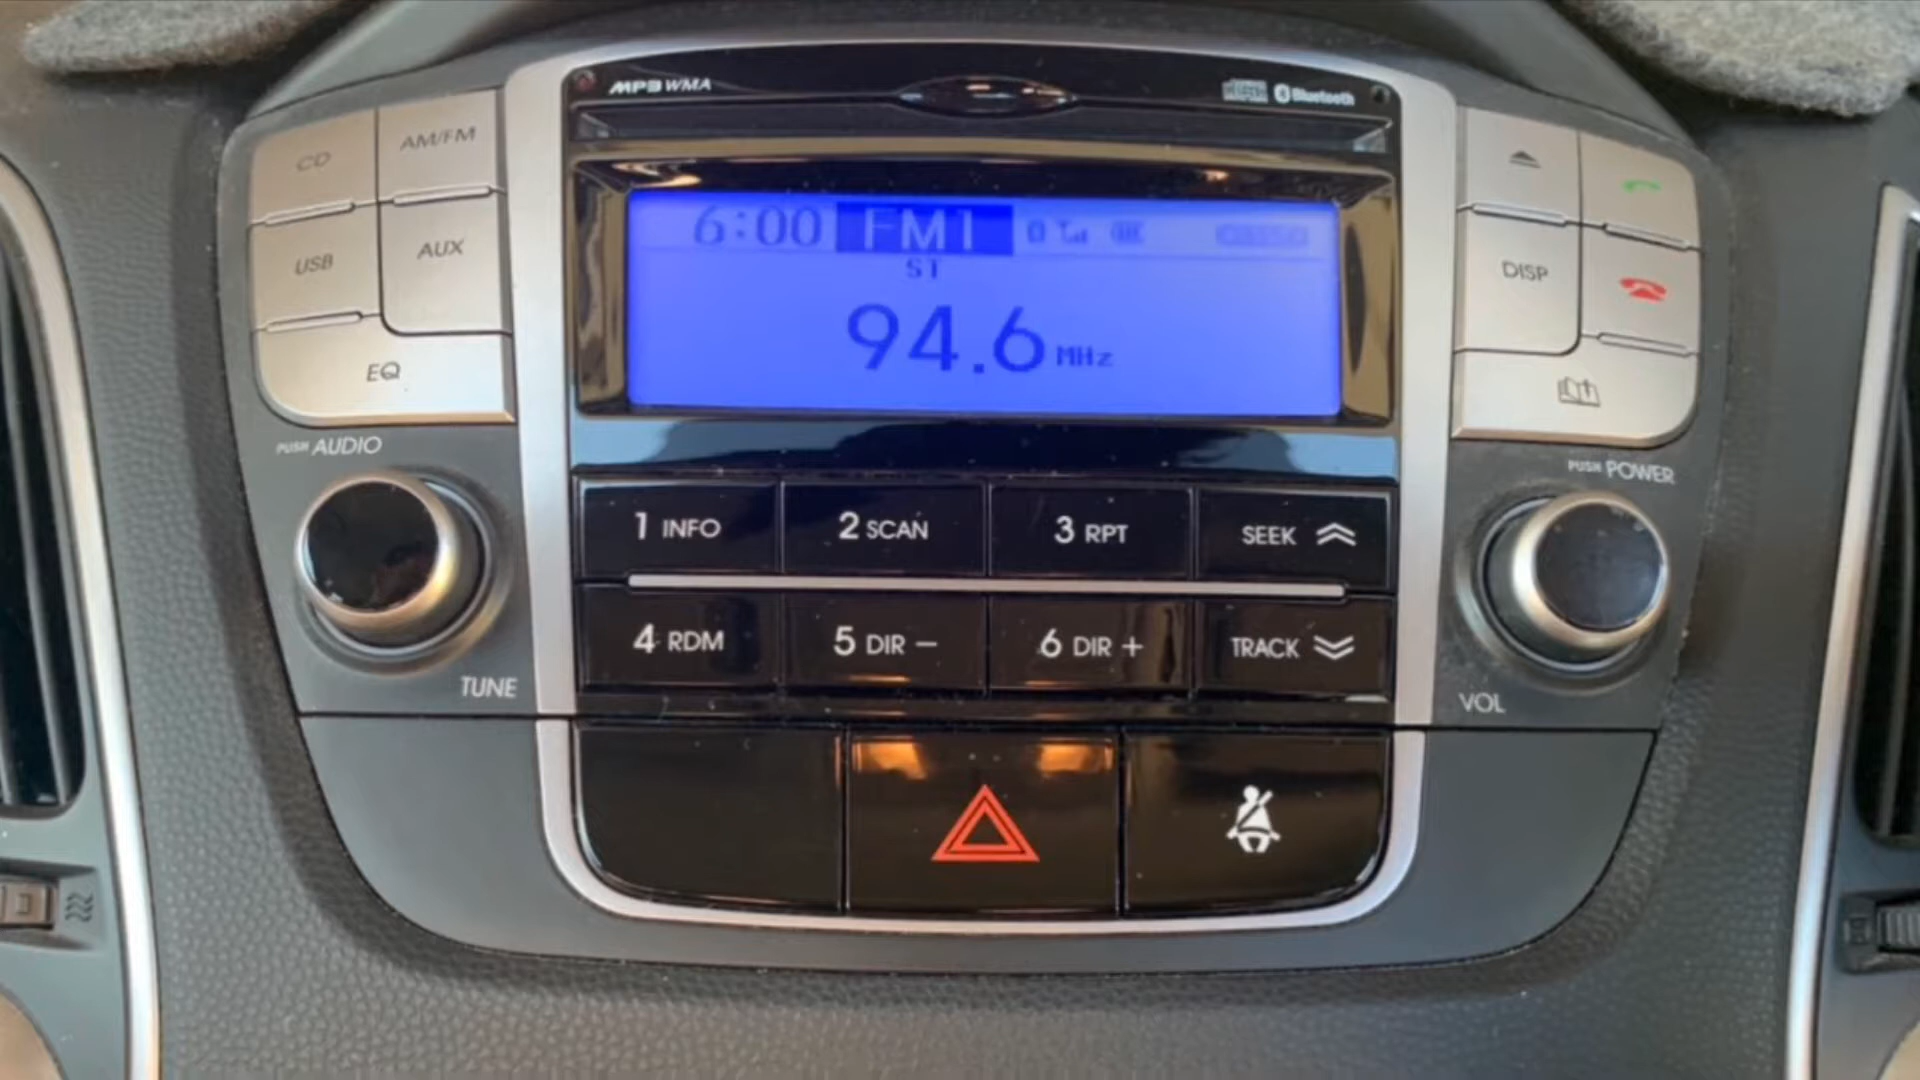 MP3 WMA
Bluetooth
CD
AM/FM
USB
AUX
EQ
6:00 FM1
ST
94.6 MHz
DISP
PUSH AUDIO
TUNE
PUSH POWER
VOL
1 INFO
2 SCAN
3 RPT
SEEK
4 RDM
5 DIR −
6 DIR +
TRACK